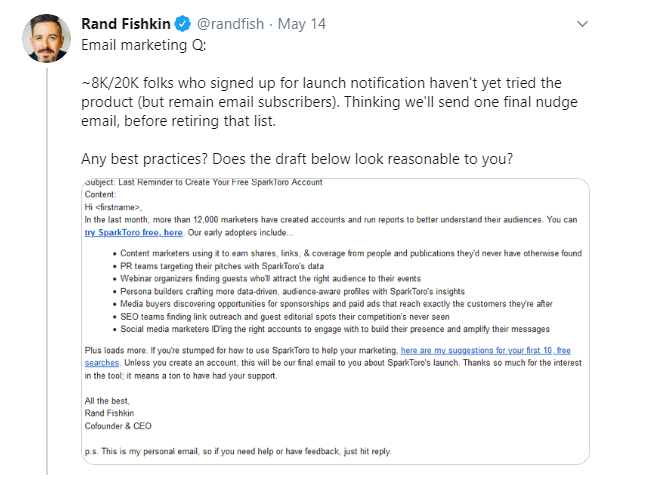 Rand Fishkin @randfish · May 14
Email marketing Q:
~8K/20K folks who signed up for launch notification haven't yet tried the
product (but remain email subscribers). Thinking we'll send one final nudge
email, before retiring that list.
Any best practices? Does the draft below look reasonable to you?
Subject: Last Reminder to Create Your Free SparkToro Account
Content:
Hi <firstname>,
In the last month, more than 12,000 marketers have created accounts and run reports to better understand their audiences. You can
try SparkToro free, here. Our early adopters include...
• Content marketers using it to earn shares, links, & coverage from people and publications they'd never have otherwise found
• PR teams targeting their pitches with SparkToro's data
• Webinar organizers finding guests who'll attract the right audience to their events
• Persona builders crafting more data-driven, audience-aware profiles with SparkToro's insights
• Media buyers discovering opportunities for sponsorships and paid ads that reach exactly the customers they're after
• SEO teams finding link outreach and guest editorial spots their competition's never seen
• Social media marketers ID'ing the right accounts to engage with to build their presence and amplify their messages
Plus loads more. If you're stumped for how to use SparkToro to help your marketing, here are my suggestions for your first 10, free
searches. Unless you create an account, this will be our final email to you about SparkToro's launch. Thanks so much for the interest
in the tool; it means a ton to have had your support.
All the best,
Rand Fishkin
Cofounder & CEO
p.s. This is my personal email, so if you need help or have feedback, just hit reply.